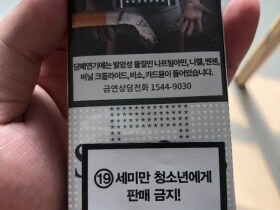 담배연기에는 발암성 물질인 나프틸아민, 니켈, 벤젠,
비닐 크롤라이드, 비소, 카드뮴이 들어있습니다.
금연상담전화 1544-9030
S
19 세미만 청소년에게
판매 금지!